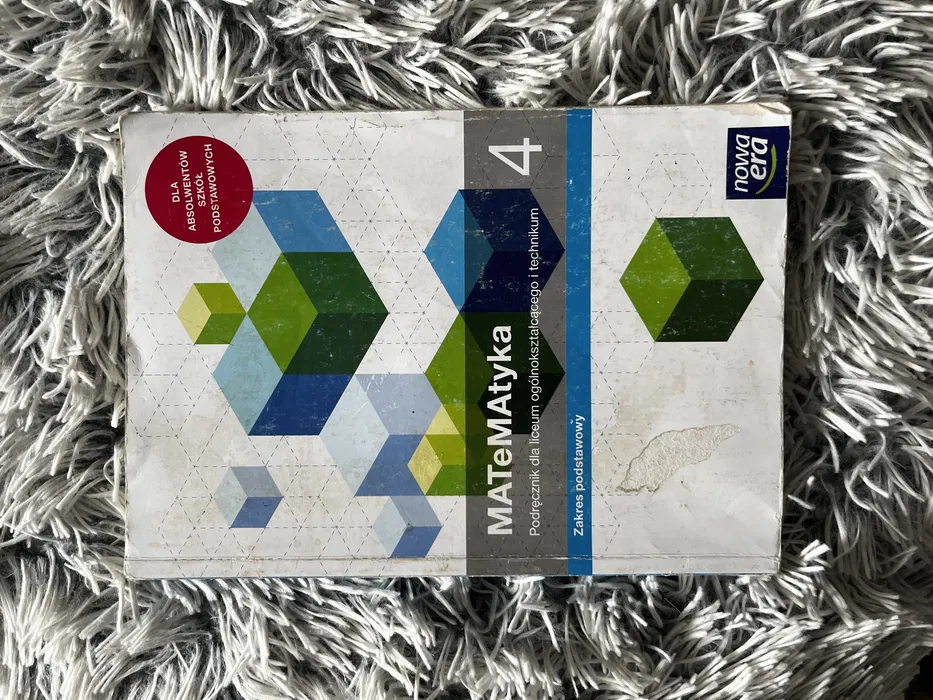 DLA
ABSOLWENTÓW
SZKÓŁ
PODSTAWOWYCH
MATeMAtyka 4
Podręcznik dla liceum ogólnokształcącego i technikum
Zakres podstawowy
nowa
era